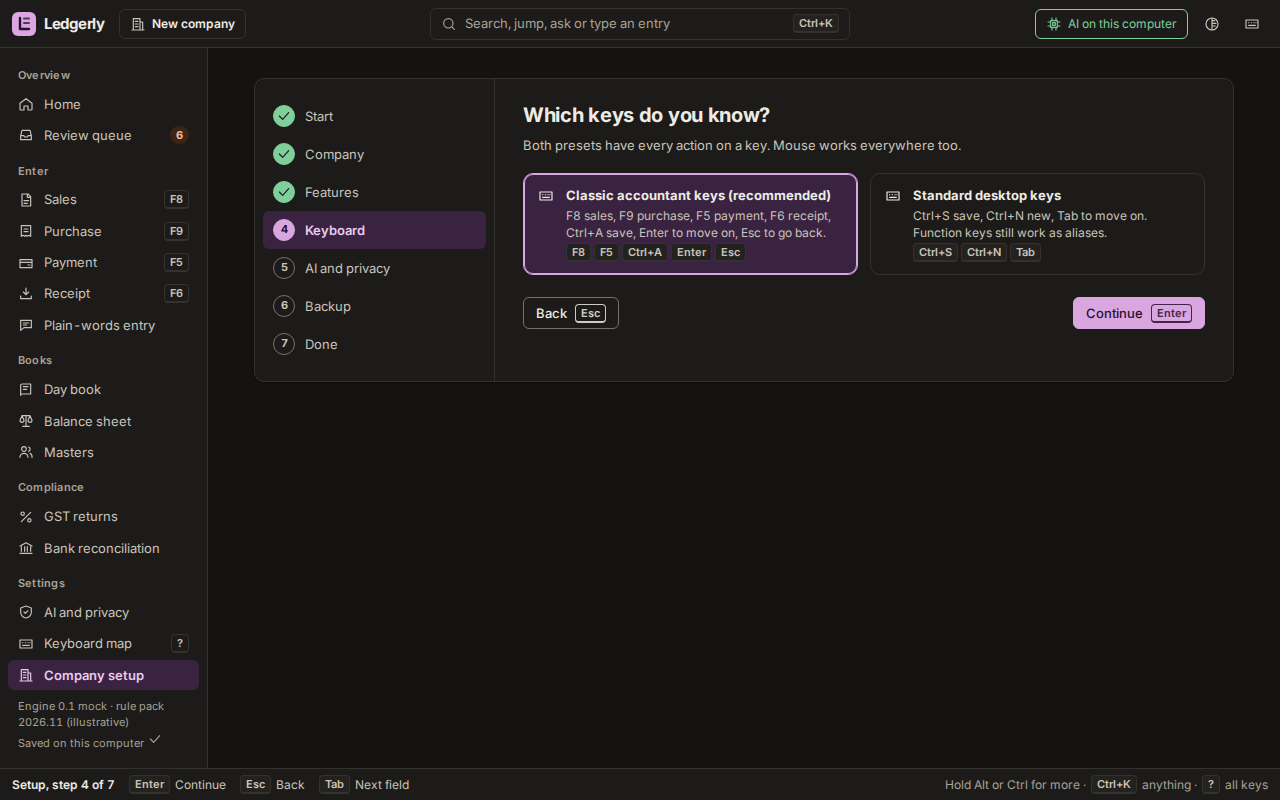 Ledgerly
New company
Search, jump, ask or type an entry
Ctrl+K
AI on this computer
Overview
Home
Review queue 6
Enter
Sales F8
Purchase F9
Payment F5
Receipt F6
Plain-words entry
Books
Day book
Balance sheet
Masters
Compliance
GST returns
Bank reconciliation
Settings
AI and privacy
Keyboard map ?
Company setup
Engine 0.1 mock · rule pack
2026.11 (illustrative)
Saved on this computer
Start
Company
Features
4 Keyboard
5 AI and privacy
6 Backup
7 Done
Which keys do you know?
Both presets have every action on a key. Mouse works everywhere too.
Classic accountant keys (recommended)
F8 sales, F9 purchase, F5 payment, F6 receipt,
Ctrl+A save, Enter to move on, Esc to go back.
F8 F5 Ctrl+A Enter Esc
Standard desktop keys
Ctrl+S save, Ctrl+N new, Tab to move on.
Function keys still work as aliases.
Ctrl+S Ctrl+N Tab
Back Esc
Continue Enter
Setup, step 4 of 7 Enter Continue Esc Back Tab Next field
Hold Alt or Ctrl for more · Ctrl+K anything · ? all keys